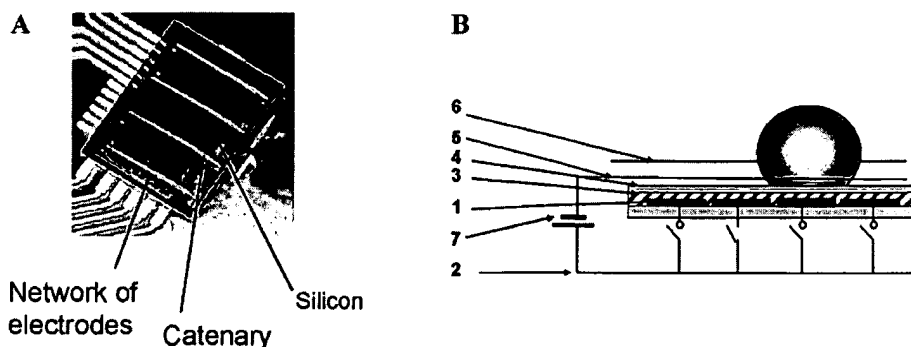 A
B
6
5
4
3
1
7
2
Network of
electrodes
Catenary
Silicon